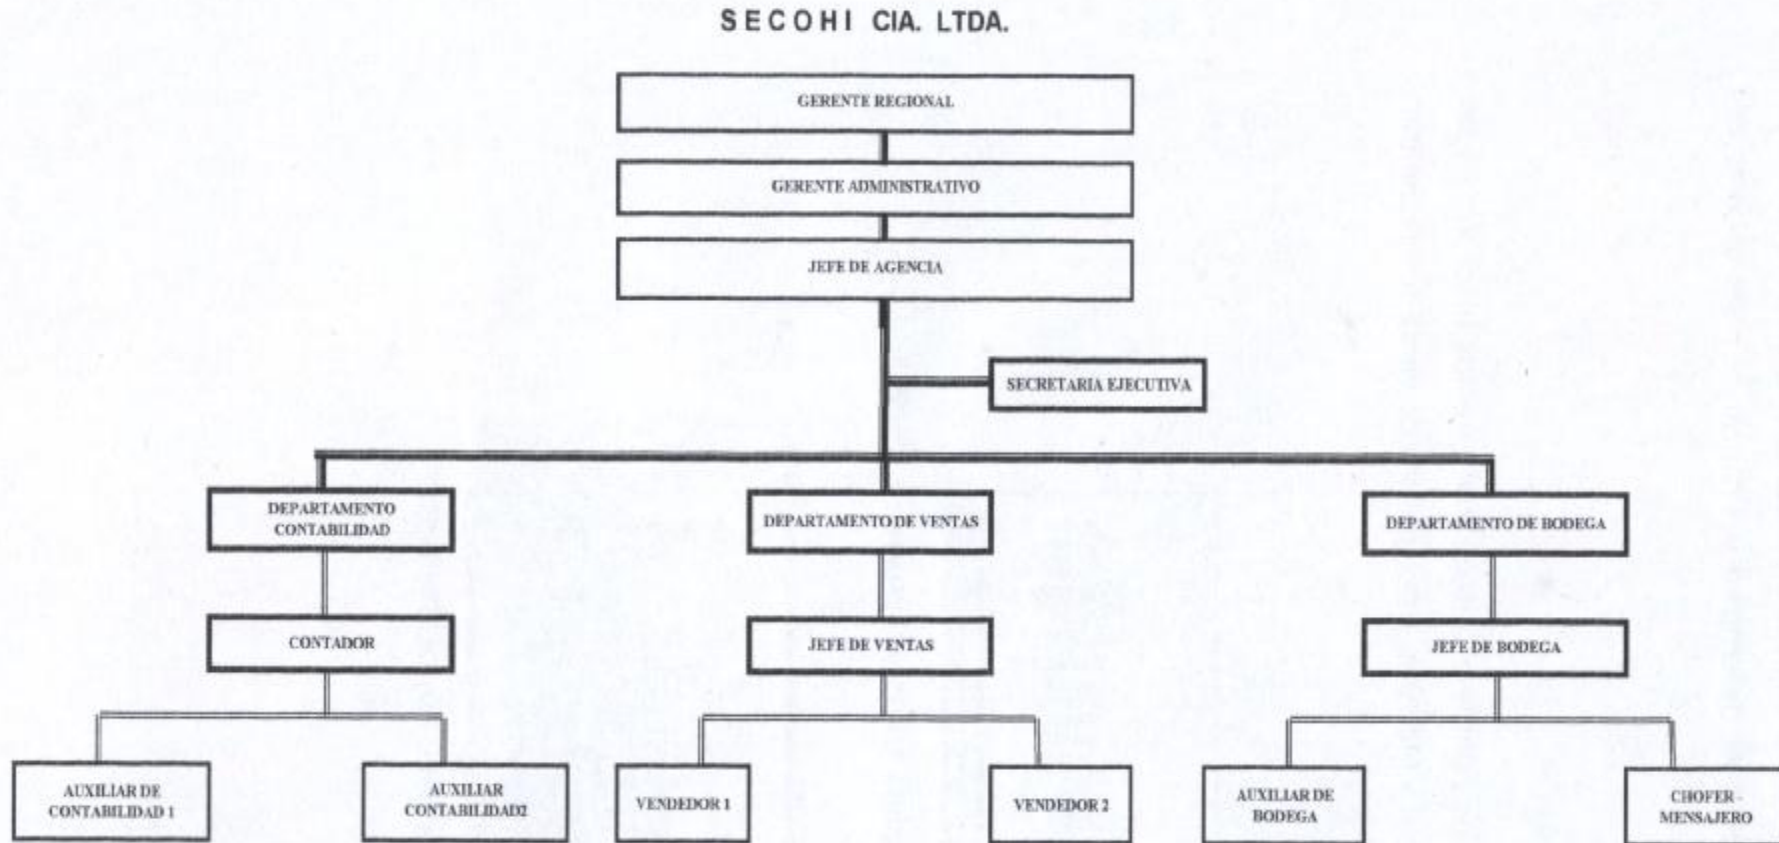 SECOHI CIA. LTDA.
GERENTE REGIONAL
GERENTE ADMINISTRATIVO
JEFE DE AGENCIA
SECRETARIA EJECUTIVA
DEPARTAMENTO
CONTABILIDAD
DEPARTAMENTO DE VENTAS
DEPARTAMENTO DE BODEGA
CONTADOR
JEFE DE VENTAS
JEFE DE BODEGA
AUXILIAR DE
CONTABILIDAD 1
AUXILIAR
CONTABILIDAD2
VENDEDOR 1
VENDEDOR 2
AUXILIAR DE
BODEGA
CHOFER -
MENSAJERO